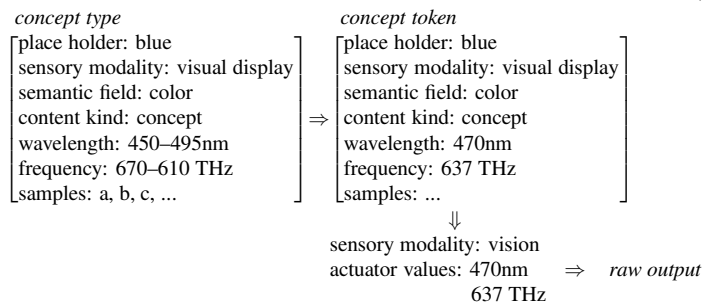 concept type concept token
place holder: blue place holder: blue
sensory modality: visual display sensory modality: visual display
semantic field: color semantic field: color
content kind: concept content kind: concept
wavelength: 450–495nm ⇒ wavelength: 470nm
frequency: 670–610 THz frequency: 637 THz
samples: a, b, c, ... samples: ...
⇓
sensory modality: vision
actuator values: 470nm ⇒ raw output
637 THz